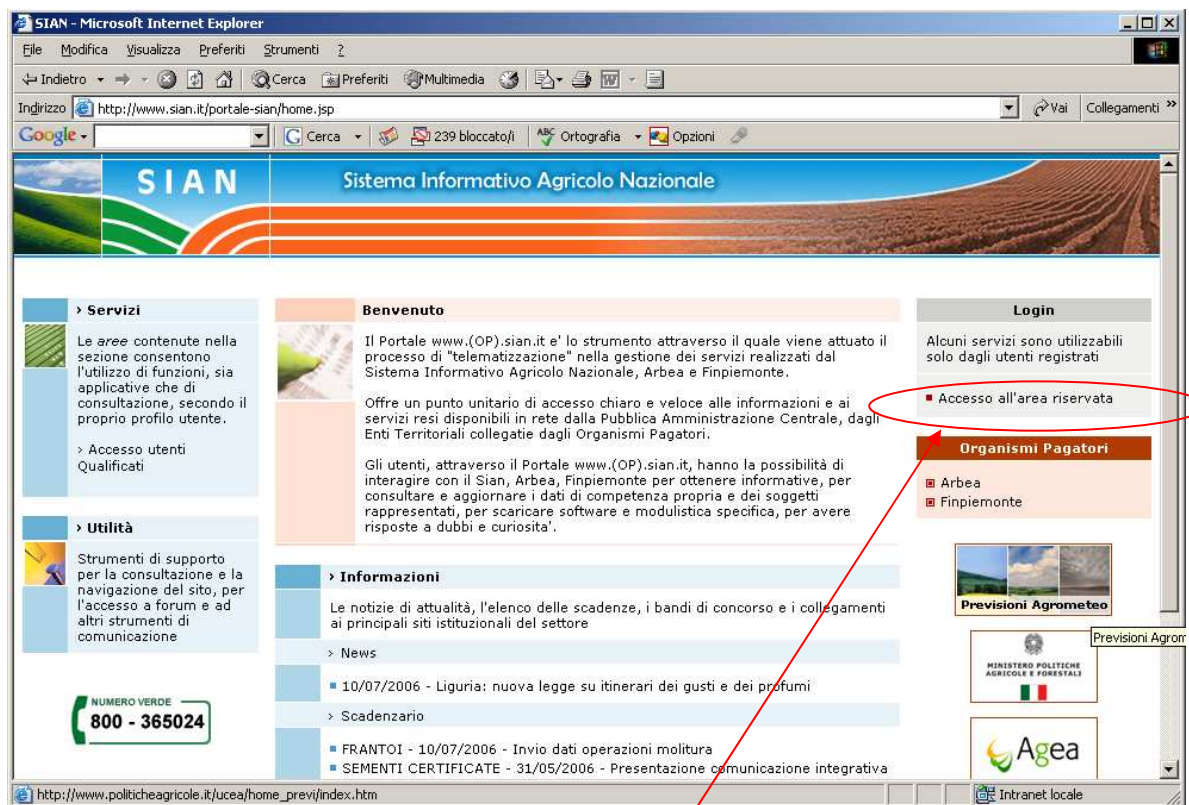 SIAN - Microsoft Internet Explorer
File Modifica Visualizza Preferiti Strumenti ?
Indietro Cerca Preferiti Multimedia
Indirizzo http://www.sian.it/portale-sian/home.jsp Vai Collegamenti »
Google Cerca 239 bloccato/i ABC Ortografia Opzioni
SIAN Sistema Informativo Agricolo Nazionale
› Servizi
Le aree contenute nella
sezione consentono
l'utilizzo di funzioni, sia
applicative che di
consultazione, secondo il
proprio profilo utente.
› Accesso utenti
Qualificati
› Utilità
Strumenti di supporto
per la consultazione e la
navigazione del sito, per
l'accesso a forum e ad
altri strumenti di
comunicazione
NUMERO VERDE
800 - 365024
Benvenuto
Il Portale www.(OP).sian.it e' lo strumento attraverso il quale viene attuato il
processo di "telematizzazione" nella gestione dei servizi realizzati dal
Sistema Informativo Agricolo Nazionale, Arbea e Finpiemonte.
Offre un punto unitario di accesso chiaro e veloce alle informazioni e ai
servizi resi disponibili in rete dalla Pubblica Amministrazione Centrale, dagli
Enti Territoriali collegatie dagli Organismi Pagatori.
Gli utenti, attraverso il Portale www.(OP).sian.it, hanno la possibilità di
interagire con il Sian, Arbea, Finpiemonte per ottenere informative, per
consultare e aggiornare i dati di competenza propria e dei soggetti
rappresentati, per scaricare software e modulistica specifica, per avere
risposte a dubbi e curiosita'.
› Informazioni
Le notizie di attualità, l'elenco delle scadenze, i bandi di concorso e i collegamenti
ai principali siti istituzionali del settore
› News
10/07/2006 - Liguria: nuova legge su itinerari dei gusti e dei profumi
› Scadenzario
FRANTOI - 10/07/2006 - Invio dati operazioni molitura
SEMENTI CERTIFICATE - 31/05/2006 - Presentazione comunicazione integrativa
Login
Alcuni servizi sono utilizzabili
solo dagli utenti registrati
Accesso all'area riservata
Organismi Pagatori
Arbea
Finpiemonte
Previsioni Agrometeo
Previsioni Agrom
MINISTERO POLITICHE
AGRICOLE E FORESTALI
Agea
http://www.politicheagricole.it/ucea/home_previ/index.htm Intranet locale